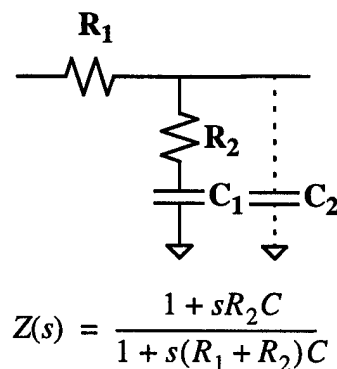 R₁
R₂
C₁ C₂
Z(s) = (1 + sR₂C) / (1 + s(R₁ + R₂)C)